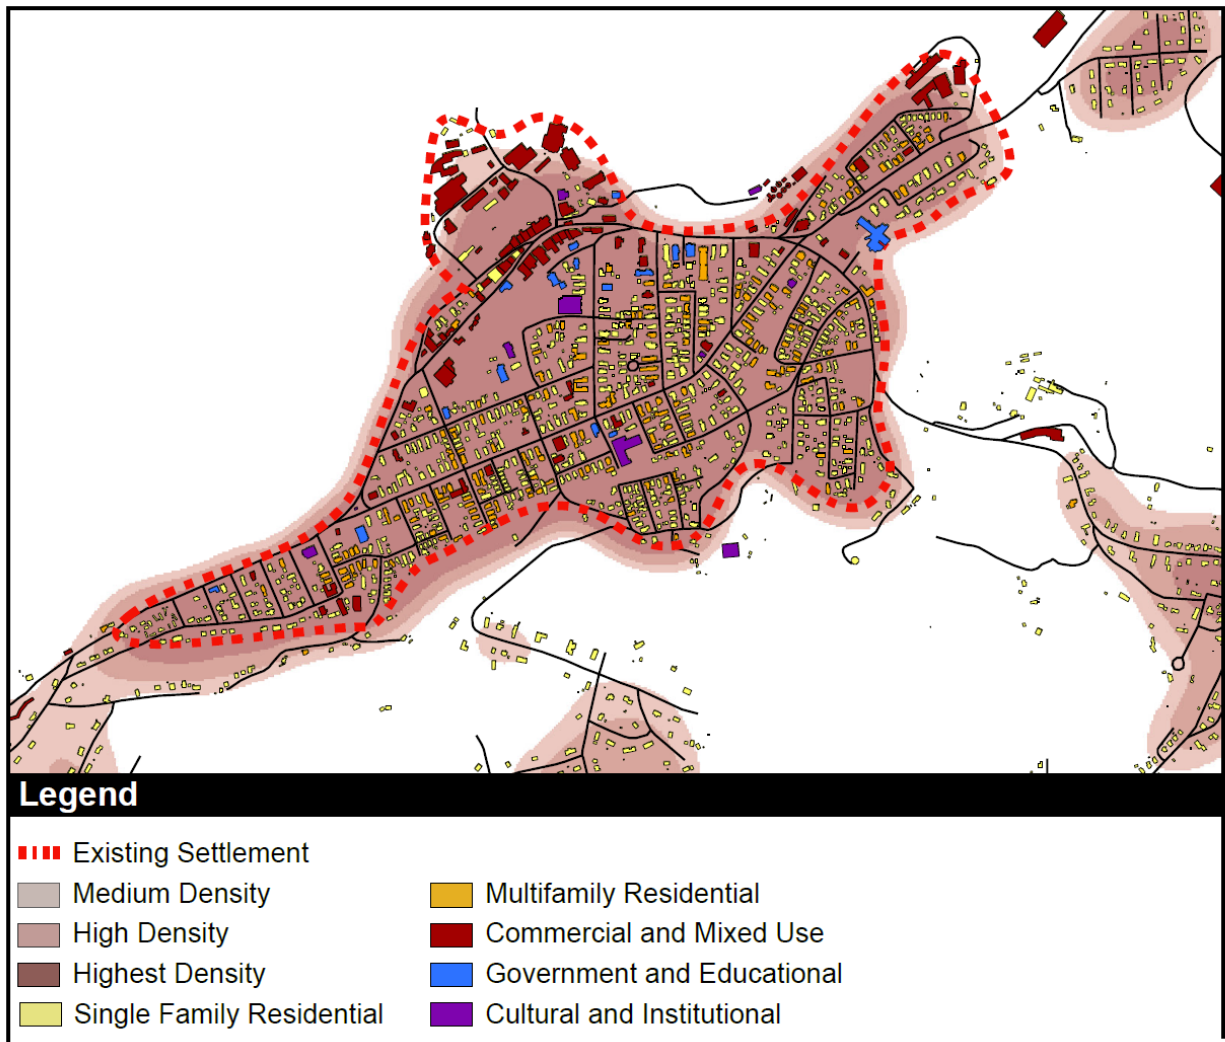 Legend
Existing Settlement
Medium Density
High Density
Highest Density
Single Family Residential
Multifamily Residential
Commercial and Mixed Use
Government and Educational
Cultural and Institutional